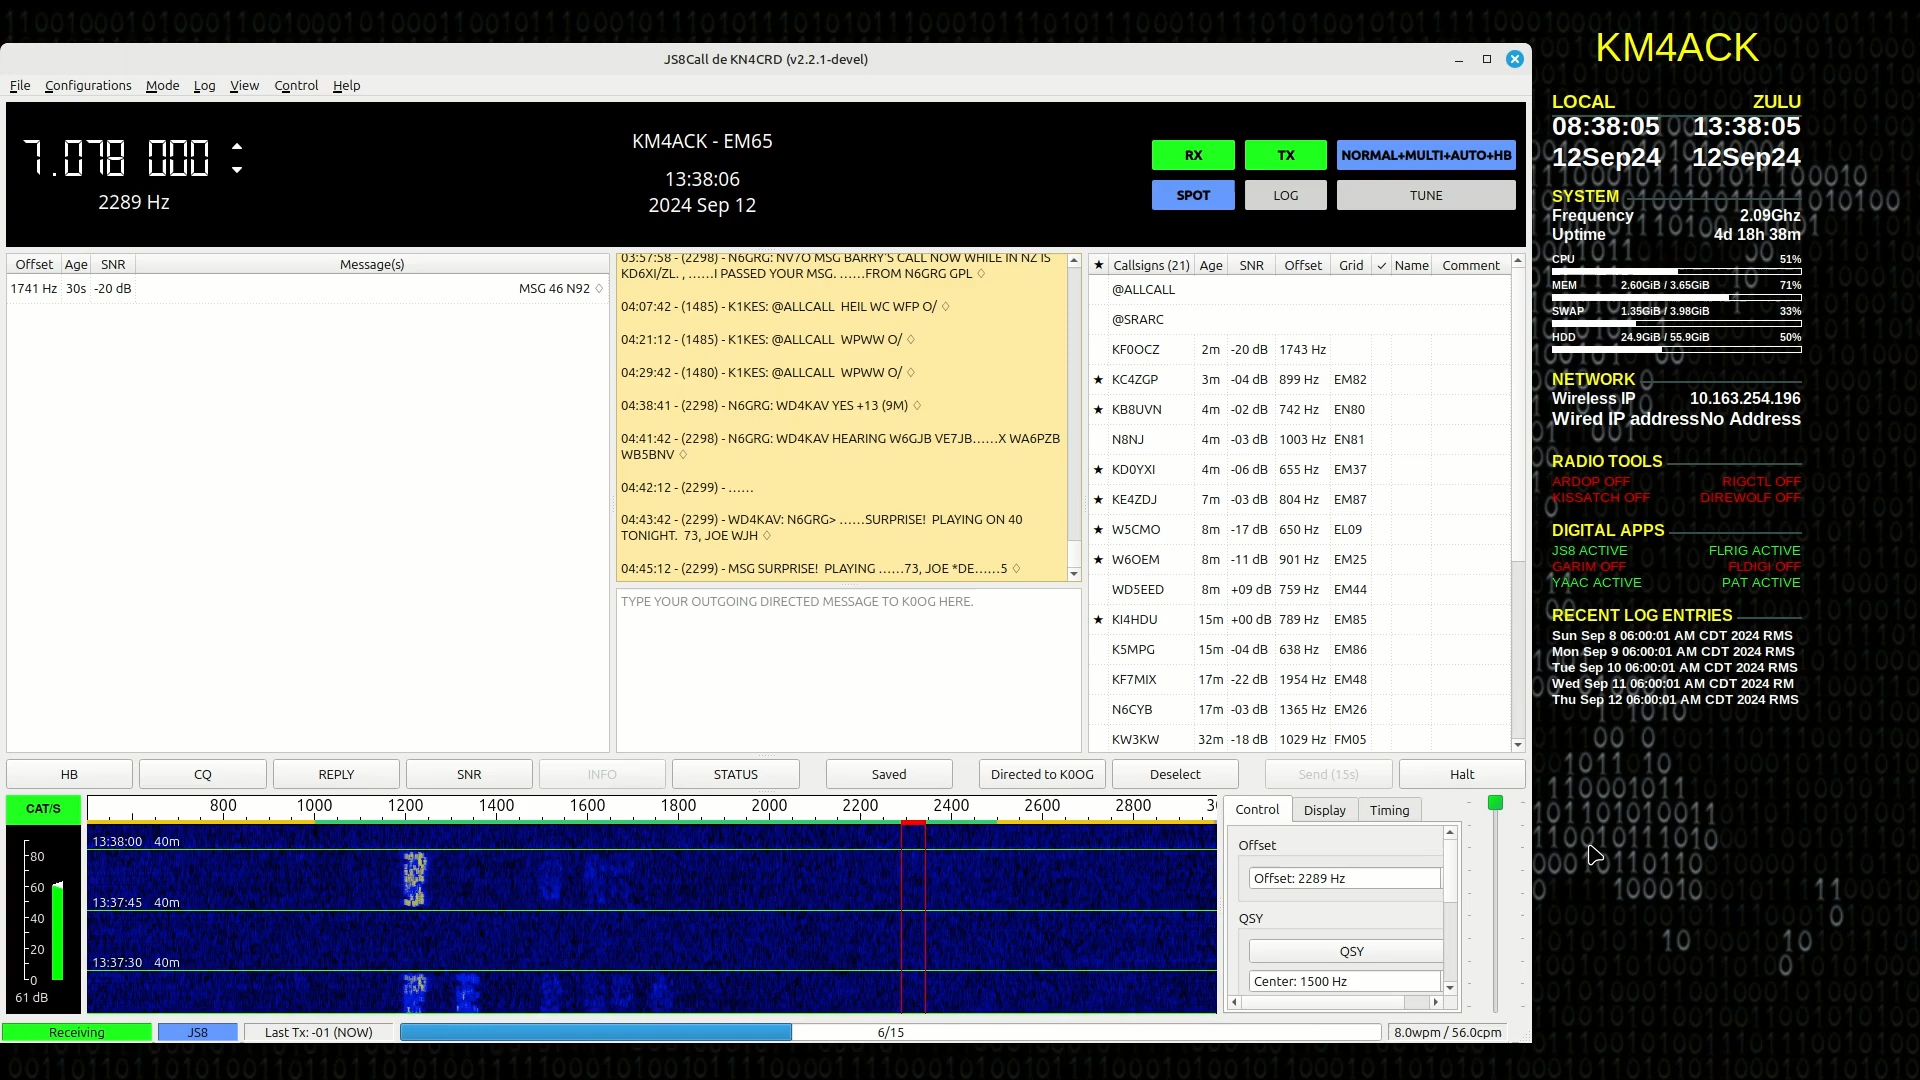 JS8Call de KN4CRD (v2.2.1-devel)
File Configurations Mode Log View Control Help
7.078 000
2289 Hz
KM4ACK - EM65
13:38:06
2024 Sep 12
RX TX NORMAL+MULTI+AUTO+HB
SPOT LOG TUNE
Offset Age SNR Message(s)
1741 Hz 30s -20 dB MSG 46 N92 ♢
03:57:58 - (2298) - N6GRG: NV7O MSG BARRY'S CALL NOW WHILE IN NZ IS
KD6XI/ZL. , ……I PASSED YOUR MSG. ……FROM N6GRG GPL ♢
04:07:42 - (1485) - K1KES: @ALLCALL HEIL WC WFP O/ ♢
04:21:12 - (1485) - K1KES: @ALLCALL WPWW O/ ♢
04:29:42 - (1480) - K1KES: @ALLCALL WPWW O/ ♢
04:38:41 - (2298) - N6GRG: WD4KAV YES +13 (9M) ♢
04:41:42 - (2298) - N6GRG: WD4KAV HEARING W6GJB VE7JB……X WA6PZB
WB5BNV ♢
04:42:12 - (2299) - ……
04:43:42 - (2299) - WD4KAV: N6GRG> ……SURPRISE! PLAYING ON 40
TONIGHT. 73, JOE WJH ♢
04:45:12 - (2299) - MSG SURPRISE! PLAYING ……73, JOE *DE……5 ♢
TYPE YOUR OUTGOING DIRECTED MESSAGE TO K0OG HERE.
★ Callsigns (21) Age SNR Offset Grid ✓ Name Comment
@ALLCALL
@SRARC
KF0OCZ 2m -20 dB 1743 Hz
★ KC4ZGP 3m -04 dB 899 Hz EM82
★ KB8UVN 4m -02 dB 742 Hz EN80
N8NJ 4m -03 dB 1003 Hz EN81
★ KD0YXI 4m -06 dB 655 Hz EM37
★ KE4ZDJ 7m -03 dB 804 Hz EM87
★ W5CMO 8m -17 dB 650 Hz EL09
★ W6OEM 8m -11 dB 901 Hz EM25
WD5EED 8m +09 dB 759 Hz EM44
★ KI4HDU 15m +00 dB 789 Hz EM85
K5MPG 15m -04 dB 638 Hz EM86
KF7MIX 17m -22 dB 1954 Hz EM48
N6CYB 17m -03 dB 1365 Hz EM26
KW3KW 32m -18 dB 1029 Hz FM05
HB CQ REPLY SNR INFO STATUS Saved Directed to K0OG Deselect Send (15s) Halt
CAT/S
80
60
40
20
0
61 dB
800 1000 1200 1400 1600 1800 2000 2200 2400 2600 2800
13:38:00 40m
13:37:45 40m
13:37:30 40m
Control Display Timing
Offset
Offset: 2289 Hz
QSY
QSY
Center: 1500 Hz
Receiving JS8 Last Tx: -01 (NOW) 6/15 8.0wpm / 56.0cpm
KM4ACK
LOCAL ZULU
08:38:05 13:38:05
12Sep24 12Sep24
SYSTEM
Frequency 2.09Ghz
Uptime 4d 18h 38m
CPU 51%
MEM 2.60GiB / 3.65GiB 71%
SWAP 1.35GiB / 3.98GiB 33%
HDD 24.9GiB / 55.9GiB 50%
NETWORK
Wireless IP 10.163.254.196
Wired IP addressNo Address
RADIO TOOLS
ARDOP OFF RIGCTL OFF
KISSATCH OFF DIREWOLF OFF
DIGITAL APPS
JS8 ACTIVE FLRIG ACTIVE
GARIM OFF FLDIGI OFF
YAAC ACTIVE PAT ACTIVE
RECENT LOG ENTRIES
Sun Sep 8 06:00:01 AM CDT 2024 RMS
Mon Sep 9 06:00:01 AM CDT 2024 RMS
Tue Sep 10 06:00:01 AM CDT 2024 RMS
Wed Sep 11 06:00:01 AM CDT 2024 RM
Thu Sep 12 06:00:01 AM CDT 2024 RMS